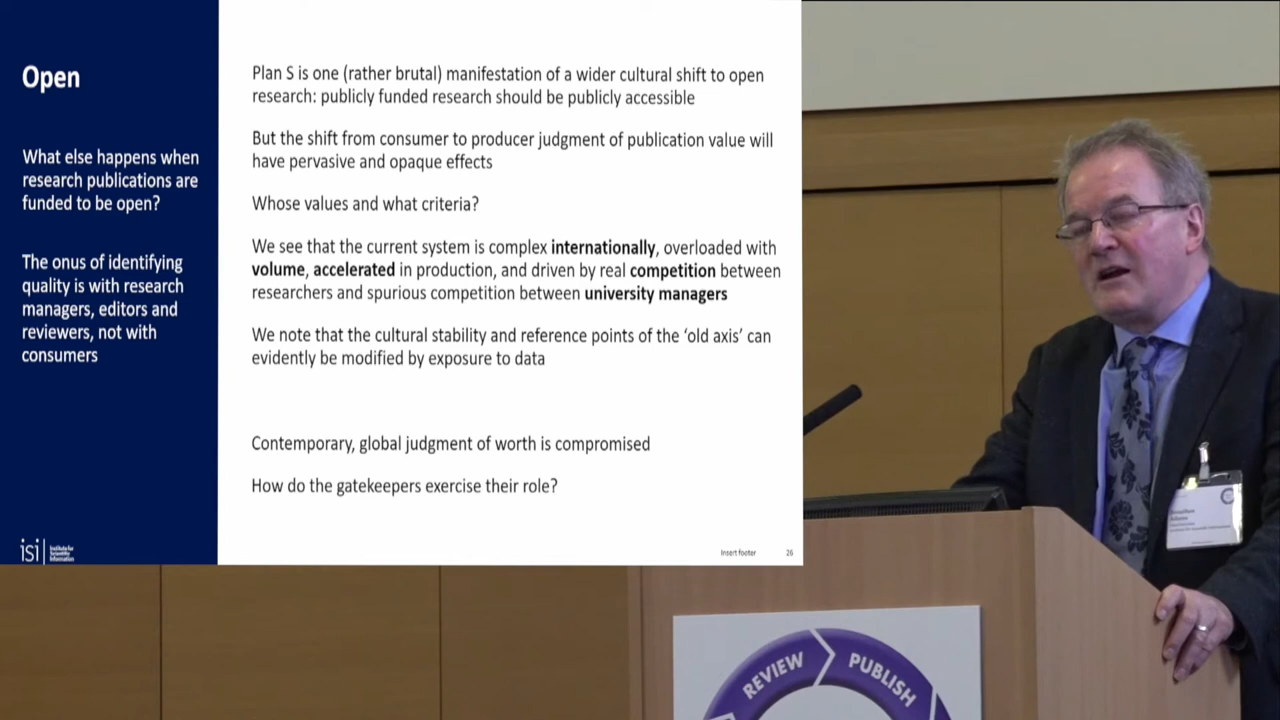 Open
What else happens when
research publications are
funded to be open?
The onus of identifying
quality is with research
managers, editors and
reviewers, not with
consumers
isi
Institute for
Scientific
Information
Plan S is one (rather brutal) manifestation of a wider cultural shift to open
research: publicly funded research should be publicly accessible
But the shift from consumer to producer judgment of publication value will
have pervasive and opaque effects
Whose values and what criteria?
We see that the current system is complex internationally, overloaded with
volume, accelerated in production, and driven by real competition between
researchers and spurious competition between university managers
We note that the cultural stability and reference points of the ‘old axis’ can
evidently be modified by exposure to data
Contemporary, global judgment of worth is compromised
How do the gatekeepers exercise their role?
Insert footer
26
Jonathan
Adams
REVIEW
PUBLISH